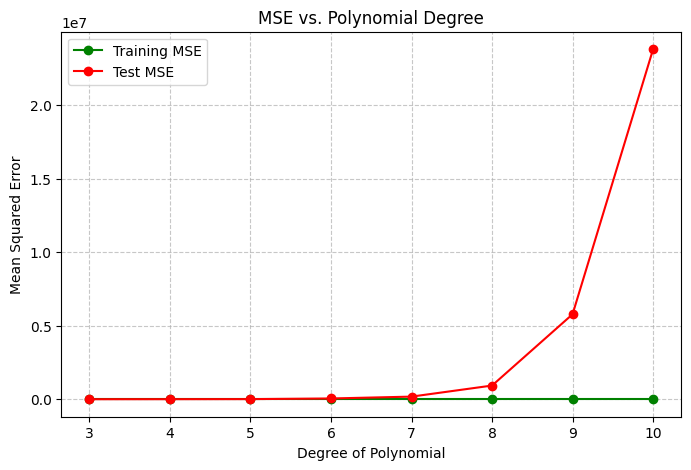 MSE vs. Polynomial Degree
1e7
Training MSE
Test MSE
2.0
1.5
1.0
0.5
0.0
Mean Squared Error
3 4 5 6 7 8 9 10
Degree of Polynomial